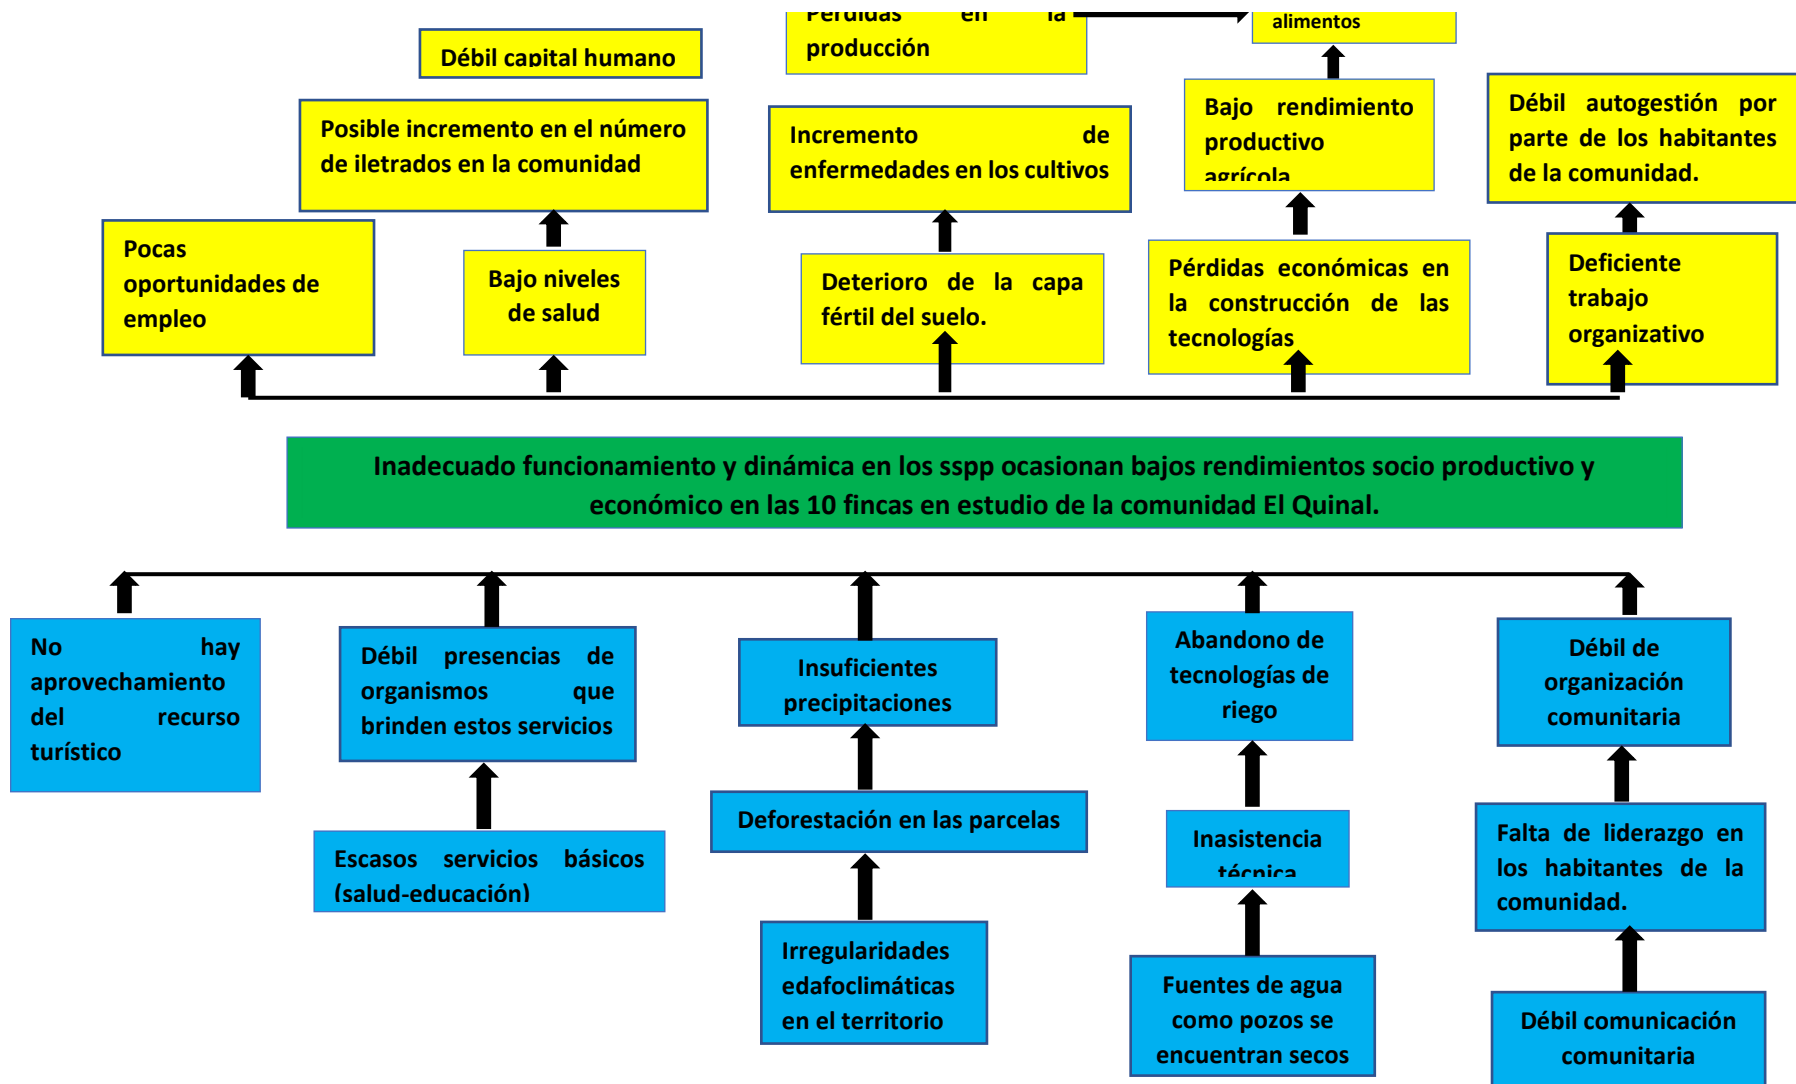 Pérdidas en la
producción
alimentos
Débil capital humano
Posible incremento en el número
de iletrados en la comunidad
Incremento de
enfermedades en los cultivos
Bajo rendimiento
productivo
agrícola
Débil autogestión por
parte de los habitantes
de la comunidad.
Pocas
oportunidades de
empleo
Bajo niveles
de salud
Deterioro de la capa
fértil del suelo.
Pérdidas económicas en
la construcción de las
tecnologías
Deficiente
trabajo
organizativo
Inadecuado funcionamiento y dinámica en los sspp ocasionan bajos rendimientos socio productivo y
económico en las 10 fincas en estudio de la comunidad El Quinal.
No hay
aprovechamiento
del recurso
turístico
Débil presencias de
organismos que
brinden estos servicios
Insuficientes
precipitaciones
Abandono de
tecnologías de
riego
Débil de
organización
comunitaria
Escasos servicios básicos
(salud-educación)
Deforestación en las parcelas
Inasistencia
técnica
Falta de liderazgo en
los habitantes de la
comunidad.
Irregularidades
edafoclimáticas
en el territorio
Fuentes de agua
como pozos se
encuentran secos
Débil comunicación
comunitaria